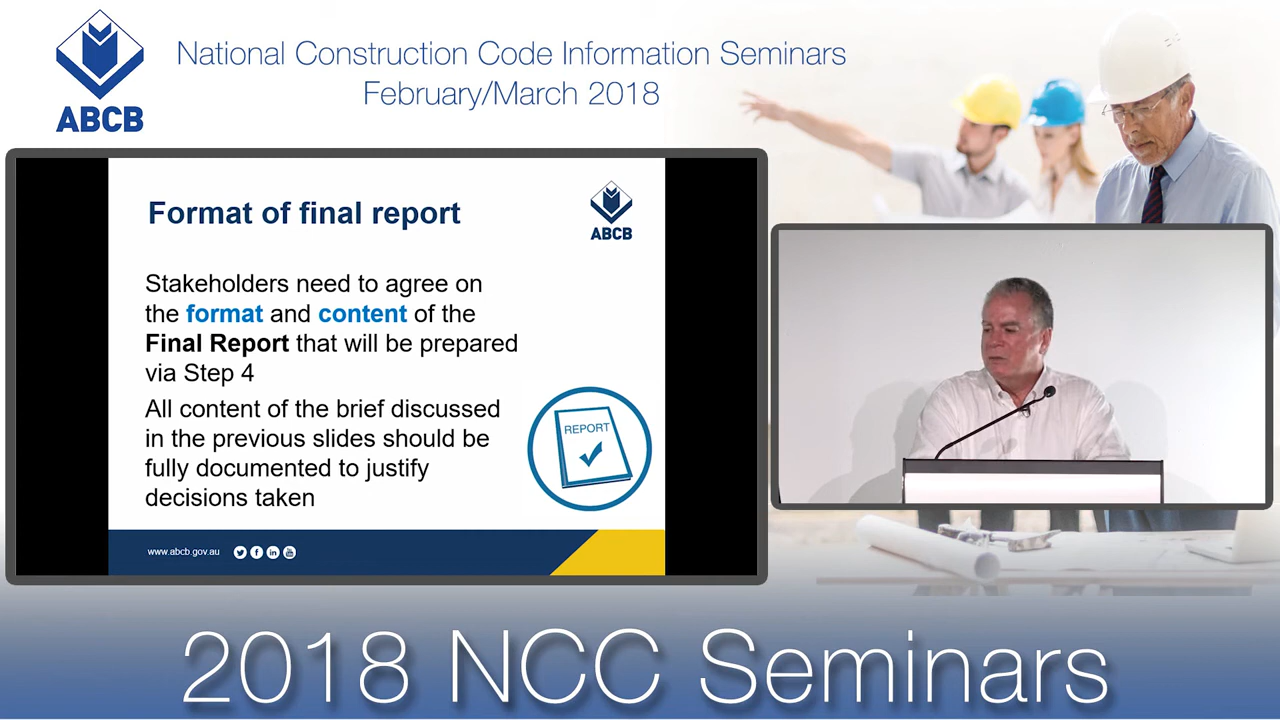 ABCB
National Construction Code Information Seminars
February/March 2018
Format of final report
ABCB
Stakeholders need to agree on
the format and content of the
Final Report that will be prepared
via Step 4
All content of the brief discussed
in the previous slides should be
fully documented to justify
decisions taken
REPORT
www.abcb.gov.au
2018 NCC Seminars